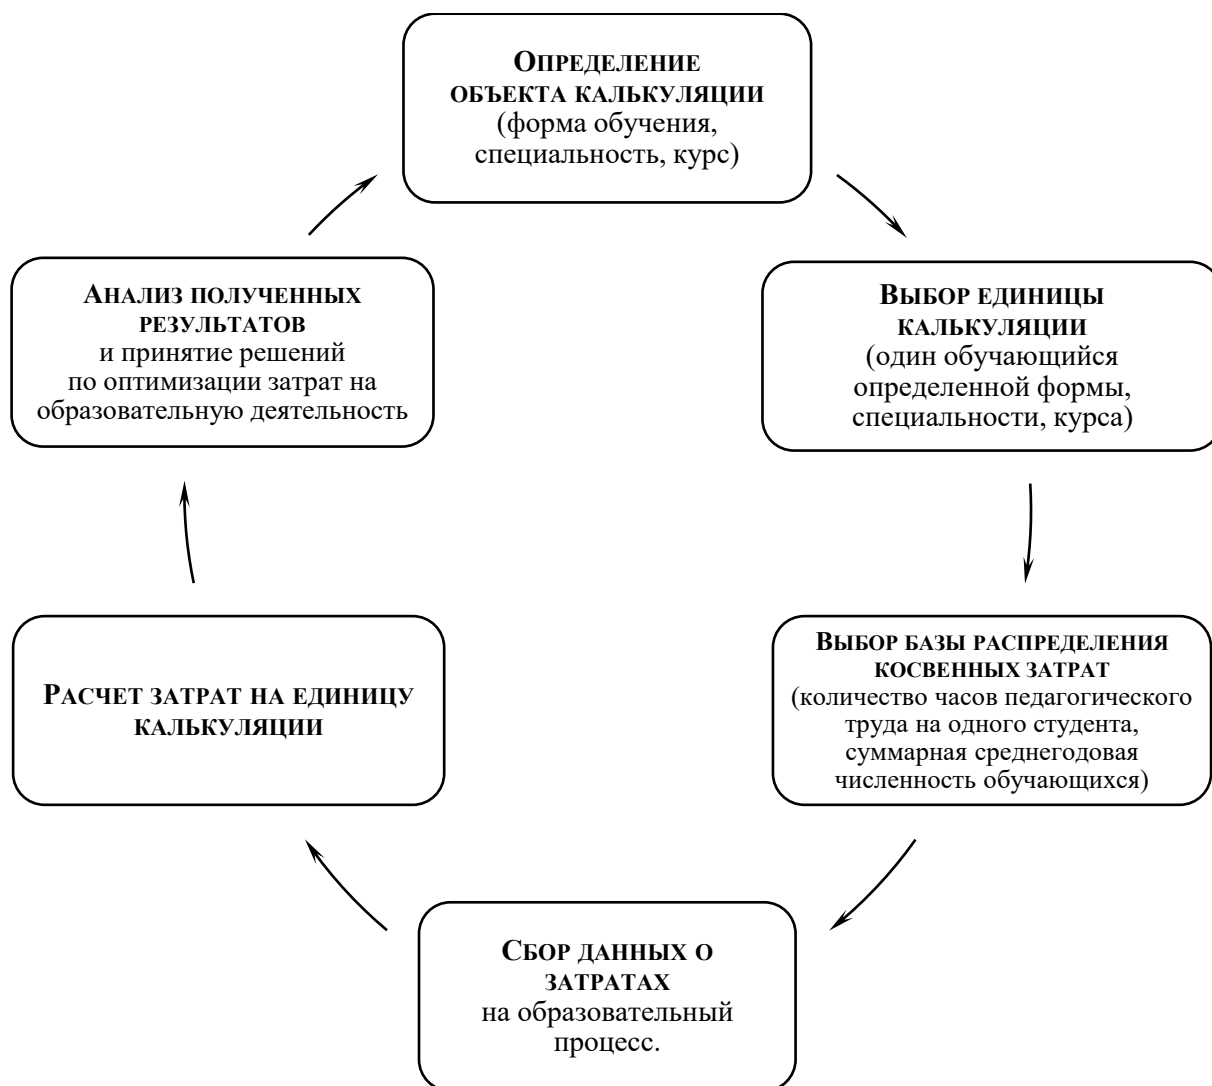 ОПРЕДЕЛЕНИЕ
ОБЪЕКТА КАЛЬКУЛЯЦИИ
(форма обучения,
специальность, курс)
ВЫБОР ЕДИНИЦЫ
КАЛЬКУЛЯЦИИ
(один обучающийся
определенной формы,
специальности, курса)
ВЫБОР БАЗЫ РАСПРЕДЕЛЕНИЯ
КОСВЕННЫХ ЗАТРАТ
(количество часов педагогического
труда на одного студента,
суммарная среднегодовая
численность обучающихся)
СБОР ДАННЫХ О
ЗАТРАТАХ
на образовательный
процесс.
РАСЧЕТ ЗАТРАТ НА ЕДИНИЦУ
КАЛЬКУЛЯЦИИ
АНАЛИЗ ПОЛУЧЕННЫХ
РЕЗУЛЬТАТОВ
и принятие решений
по оптимизации затрат на
образовательную деятельность